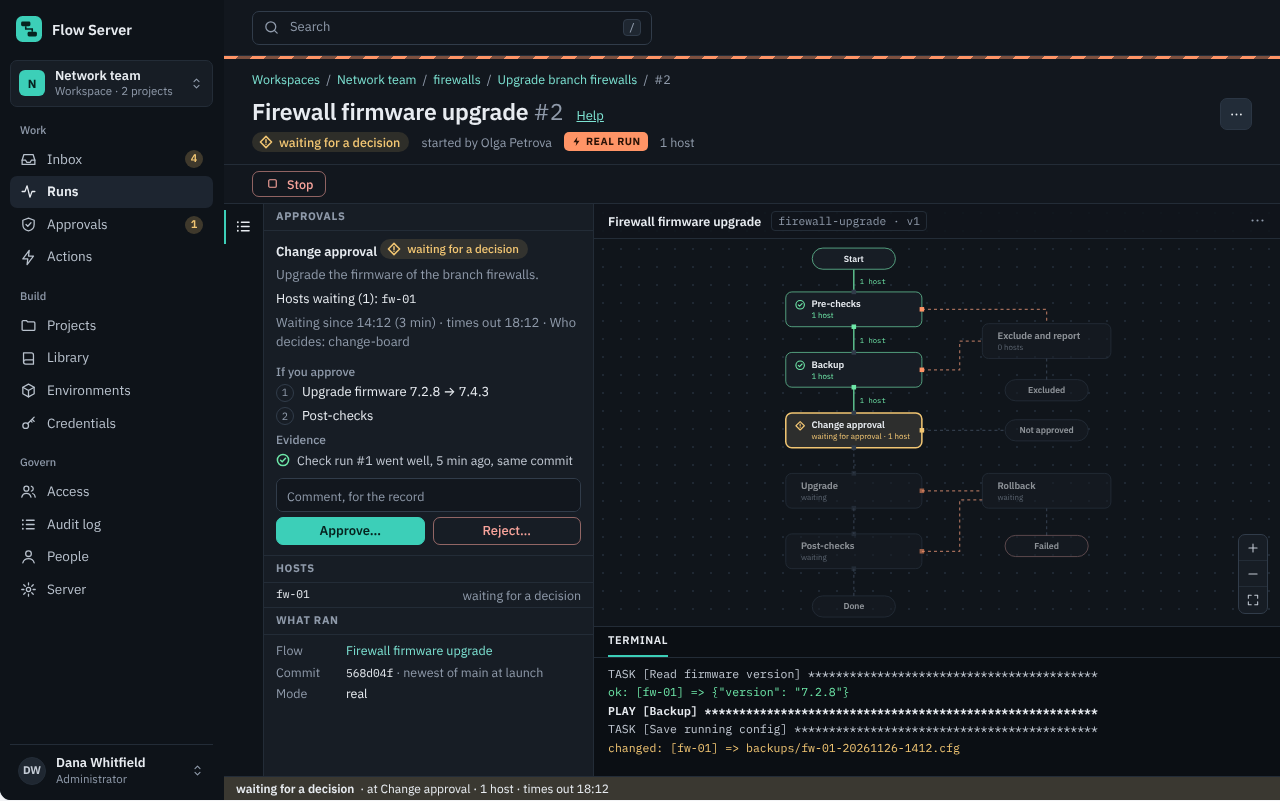 Flow Server
Search
/
N
Network team
Workspace · 2 projects
Work
Inbox
4
Runs
Approvals
1
Actions
Build
Projects
Library
Environments
Credentials
Govern
Access
Audit log
People
Server
DW
Dana Whitfield
Administrator
Workspaces / Network team / firewalls / Upgrade branch firewalls / #2
Firewall firmware upgrade #2 Help
...
waiting for a decision started by Olga Petrova REAL RUN 1 host
Stop
APPROVALS
Change approval waiting for a decision
Upgrade the firmware of the branch firewalls.
Hosts waiting (1): fw-01
Waiting since 14:12 (3 min) · times out 18:12 · Who
decides: change-board
If you approve
1 Upgrade firmware 7.2.8 → 7.4.3
2 Post-checks
Evidence
Check run #1 went well, 5 min ago, same commit
Comment, for the record
Approve...
Reject...
HOSTS
fw-01 waiting for a decision
WHAT RAN
Flow Firewall firmware upgrade
Commit 568d04f · newest of main at launch
Mode real
Firewall firmware upgrade firewall-upgrade · v1
...
Start
1 host
Pre-checks
1 host
Exclude and report
0 hosts
1 host
Backup
1 host
Excluded
1 host
Change approval
waiting for approval · 1 host
Not approved
Upgrade
waiting
Rollback
waiting
Post-checks
waiting
Failed
Done
TERMINAL
TASK [Read firmware version] ***************************************
ok: [fw-01] => {"version": "7.2.8"}
PLAY [Backup] *****************************************************
TASK [Save running config] *****************************************
changed: [fw-01] => backups/fw-01-20261126-1412.cfg
waiting for a decision · at Change approval · 1 host · times out 18:12